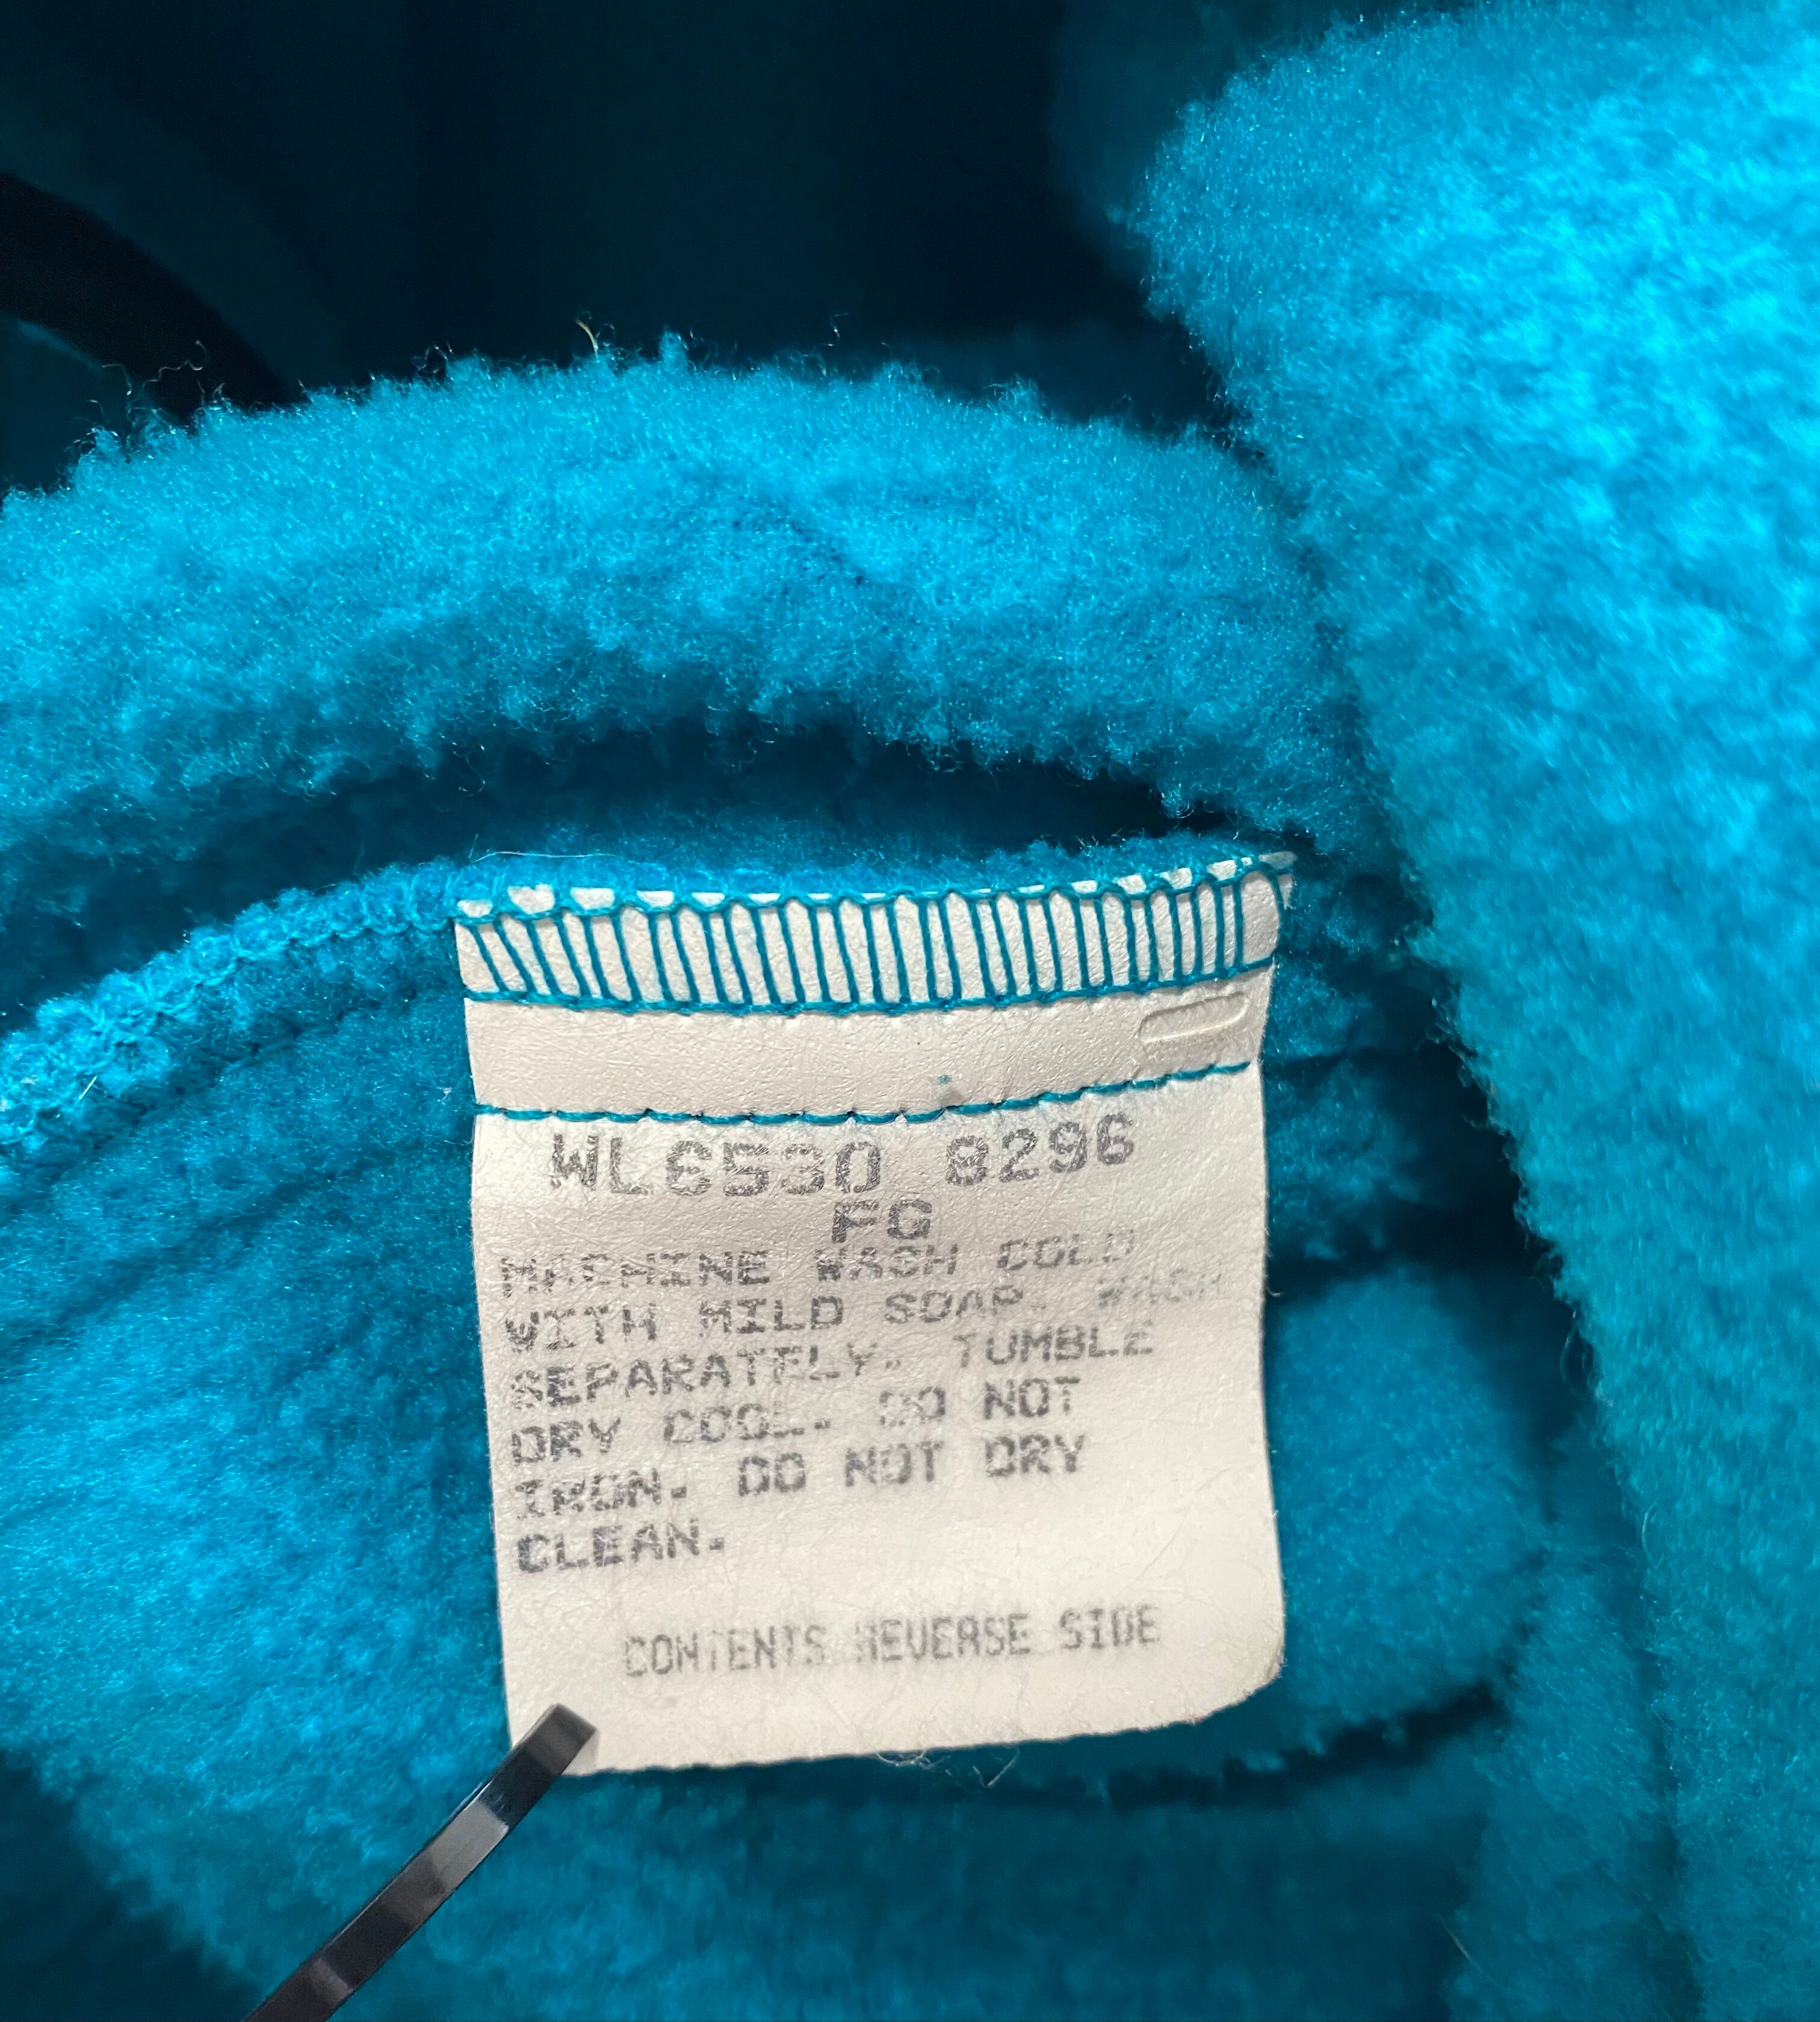 WL6530 8296
FG
MACHINE WASH COLD
WITH MILD SOAP. WASH
SEPARATELY. TUMBLE
DRY COOL. DO NOT
IRON. DO NOT DRY
CLEAN.
CONTENTS REVERSE SIDE